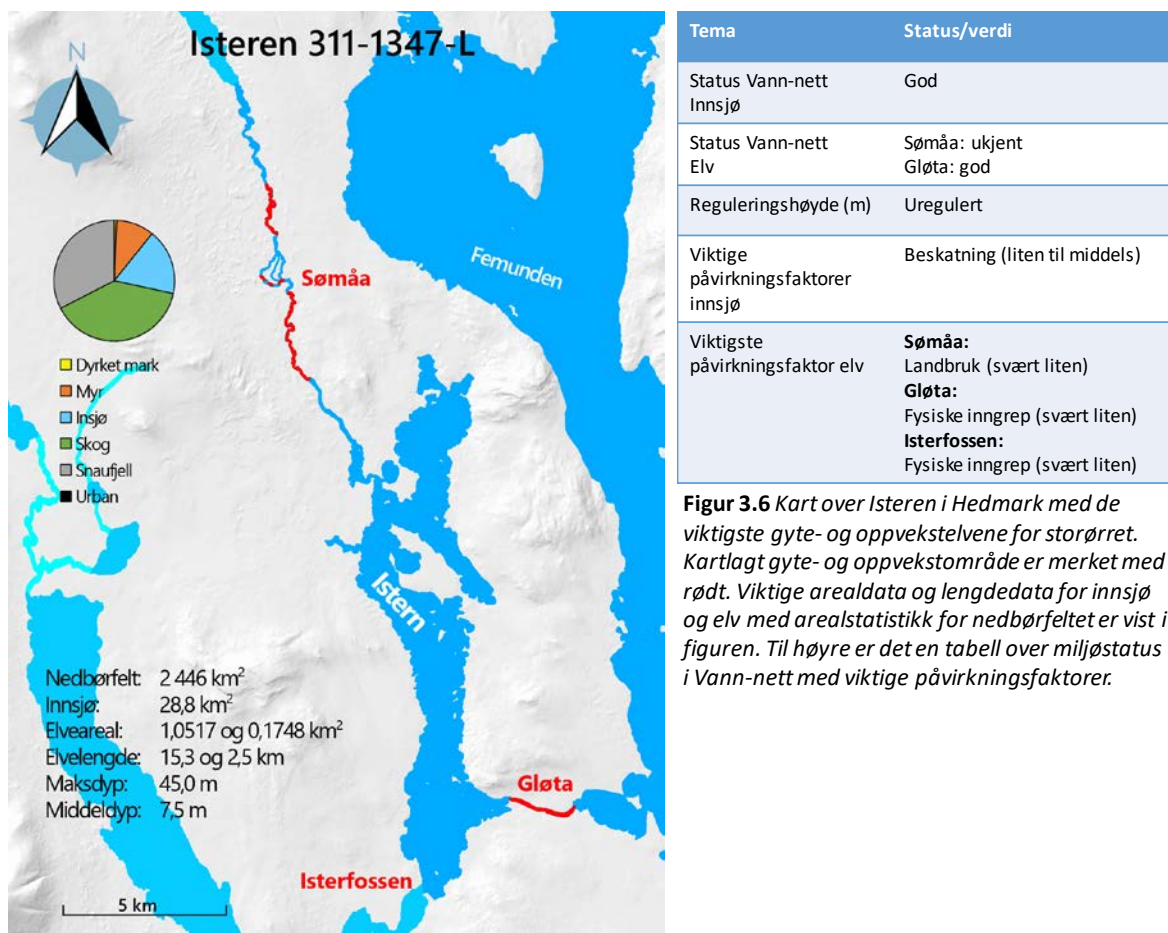 Isteren 311-1347-L
N
Sømåa
Femunden
Dyrket mark
Myr
Insjø
Skog
Snaufjell
Urban
Istern
Nedbørfelt: 2 446 km²
Innsjø: 28,8 km²
Elveareal: 1,0517 og 0,1748 km²
Elvelengde: 15,3 og 2,5 km
Maksdyp: 45,0 m
Middeldyp: 7,5 m
Gløta
Isterfossen
5 km
Tema Status/verdi
Status Vann-nett God
Innsjø
Status Vann-nett Sømåa: ukjent
Elv Gløta: god
Reguleringshøyde (m) Uregulert
Viktige Beskatning (liten til middels)
påvirkningsfaktorer
innsjø
Viktigste Sømåa:
påvirkningsfaktor elv Landbruk (svært liten)
Gløta:
Fysiske inngrep (svært liten)
Isterfossen:
Fysiske inngrep (svært liten)
Figur 3.6 Kart over Isteren i Hedmark med de
viktigste gyte- og oppvekstelvene for storørret.
Kartlagt gyte- og oppvekstområde er merket med
rødt. Viktige arealdata og lengdedata for innsjø
og elv med arealstatistikk for nedbørfeltet er vist i
figuren. Til høyre er det en tabell over miljøstatus
i Vann-nett med viktige påvirkningsfaktorer.